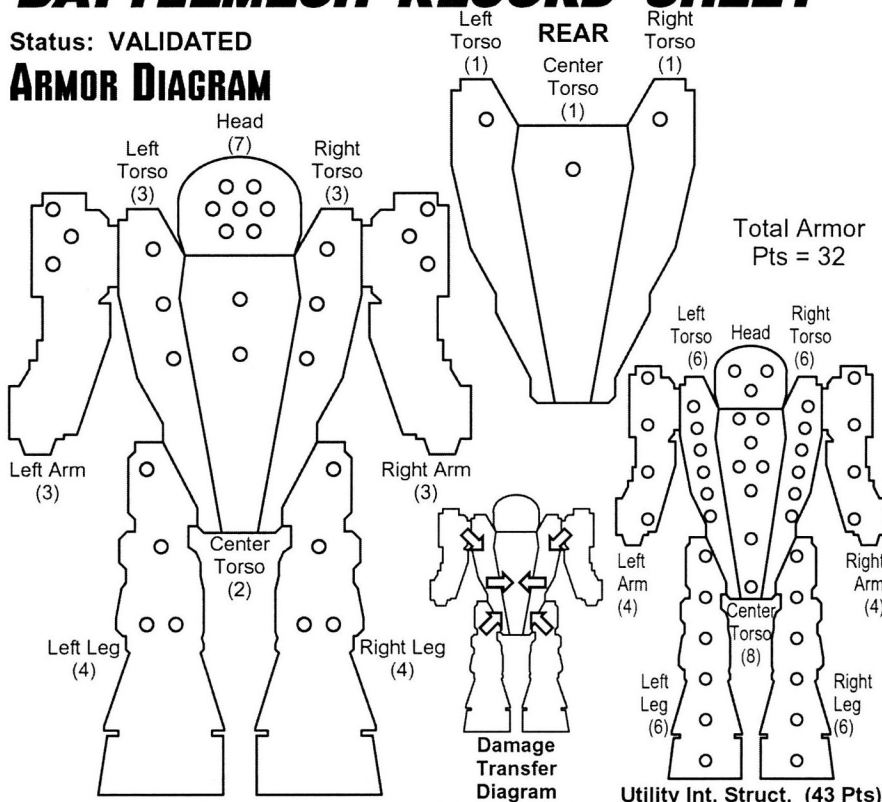 BATTLEMECH RECORD SHEET
Status: VALIDATED
ARMOR DIAGRAM
Head
(7)
Left
Torso
(3)
Right
Torso
(3)
Left Arm
(3)
Right Arm
(3)
Center
Torso
(2)
Left Leg
(4)
Right Leg
(4)
REAR
Left
Torso
(1)
Center
Torso
(1)
Right
Torso
(1)
Total Armor
Pts = 32
Left
Torso
(6)
Head
Right
Torso
(6)
Left
Arm
(4)
Right
Arm
(4)
Center
Torso
(8)
Left
Leg
(6)
Right
Leg
(6)
Damage
Transfer
Diagram
Utility Int. Struct. (43 Pts)